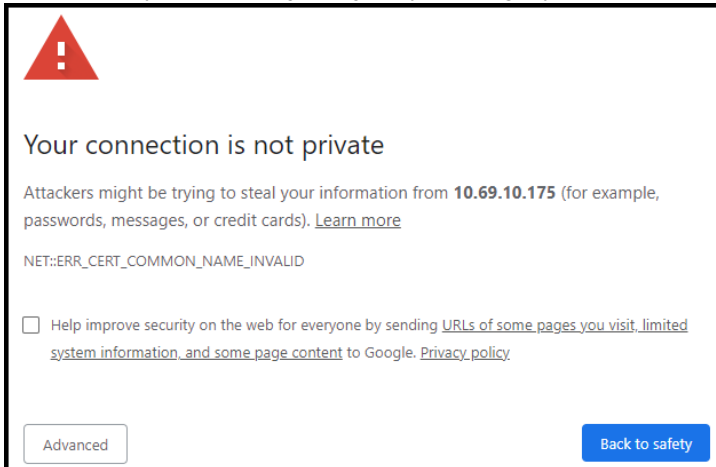 Your connection is not private
Attackers might be trying to steal your information from 10.69.10.175 (for example,
passwords, messages, or credit cards). Learn more
NET::ERR_CERT_COMMON_NAME_INVALID
Help improve security on the web for everyone by sending URLs of some pages you visit, limited
system information, and some page content to Google. Privacy policy
Advanced
Back to safety